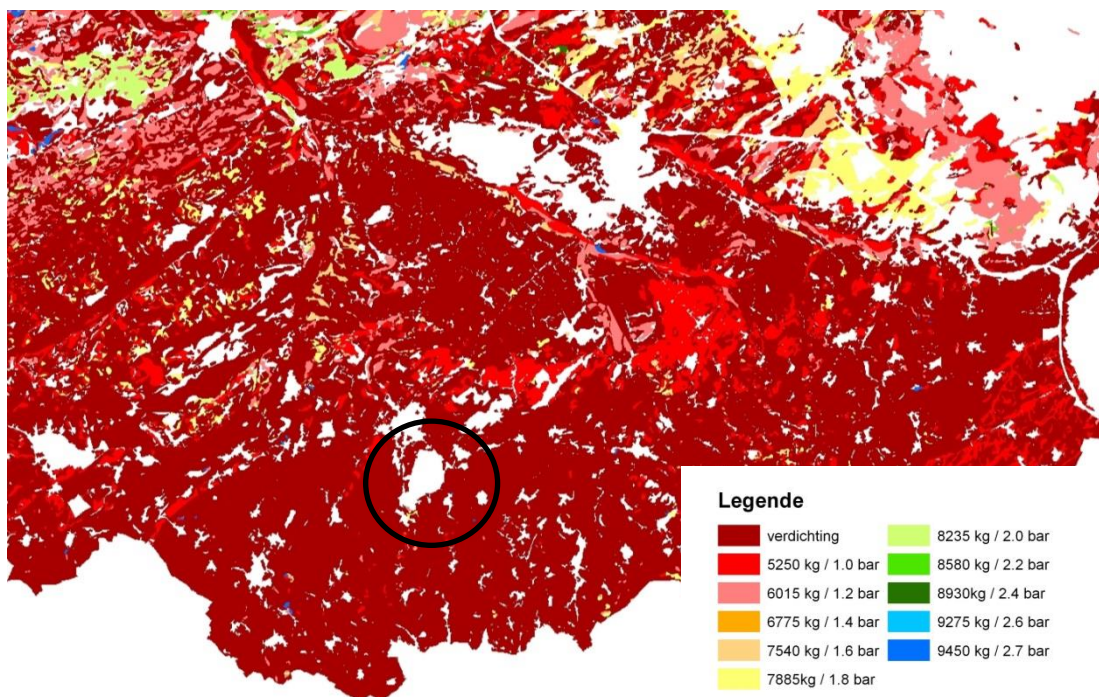 Legende
verdichting
5250 kg / 1.0 bar
6015 kg / 1.2 bar
6775 kg / 1.4 bar
7540 kg / 1.6 bar
7885kg / 1.8 bar
8235 kg / 2.0 bar
8580 kg / 2.2 bar
8930kg / 2.4 bar
9275 kg / 2.6 bar
9450 kg / 2.7 bar